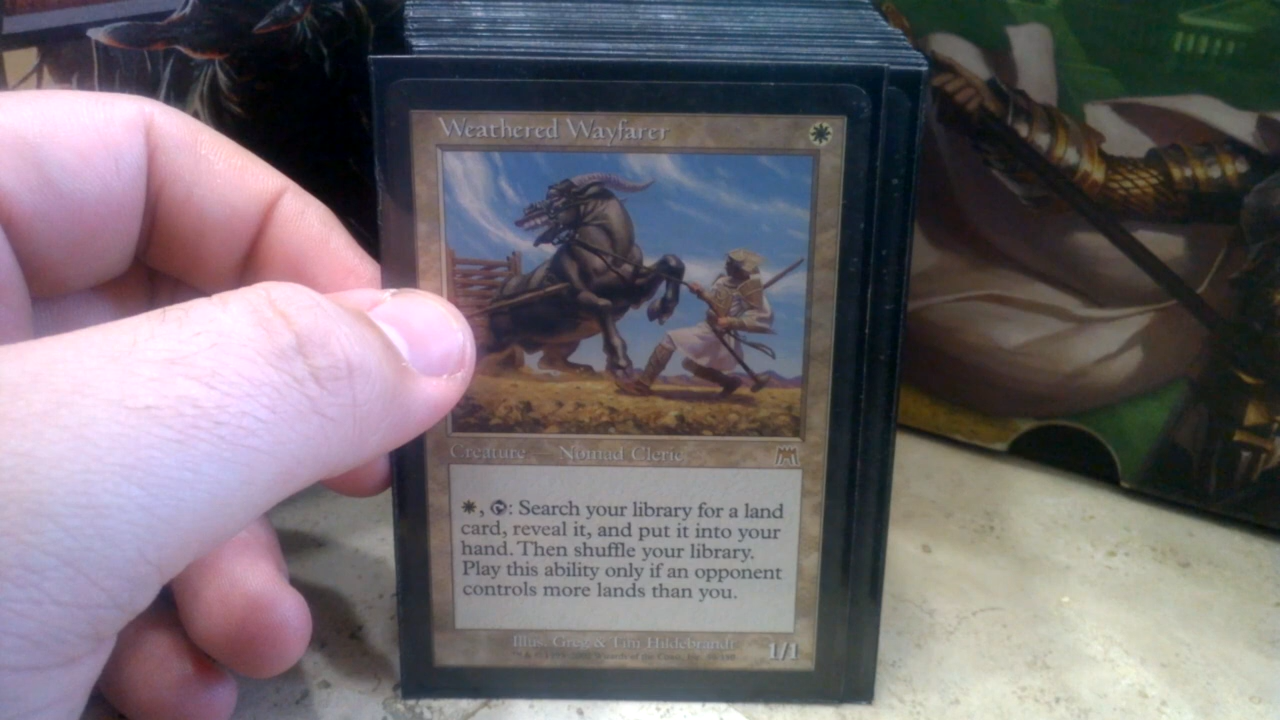 Weathered Wayfarer
Creature — Nomad Cleric
, : Search your library for a land
card, reveal it, and put it into your
hand. Then shuffle your library.
Play this ability only if an opponent
controls more lands than you.
Illus. Greg & Tim Hildebrandt
1/1